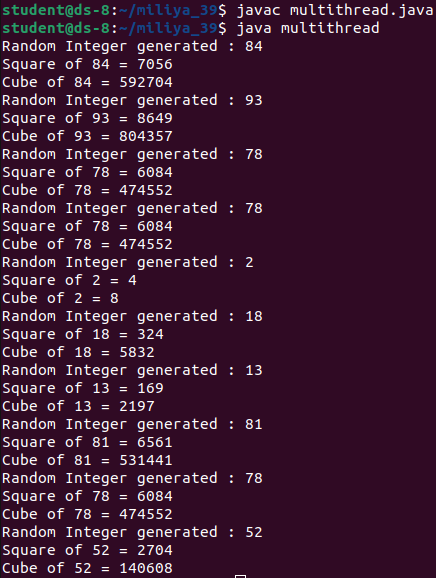 student@ds-8:~/miliya_39$ javac multithread.java
student@ds-8:~/miliya_39$ java multithread
Random Integer generated : 84
Square of 84 = 7056
Cube of 84 = 592704
Random Integer generated : 93
Square of 93 = 8649
Cube of 93 = 804357
Random Integer generated : 78
Square of 78 = 6084
Cube of 78 = 474552
Random Integer generated : 78
Square of 78 = 6084
Cube of 78 = 474552
Random Integer generated : 2
Square of 2 = 4
Cube of 2 = 8
Random Integer generated : 18
Square of 18 = 324
Cube of 18 = 5832
Random Integer generated : 13
Square of 13 = 169
Cube of 13 = 2197
Random Integer generated : 81
Square of 81 = 6561
Cube of 81 = 531441
Random Integer generated : 78
Square of 78 = 6084
Cube of 78 = 474552
Random Integer generated : 52
Square of 52 = 2704
Cube of 52 = 140608